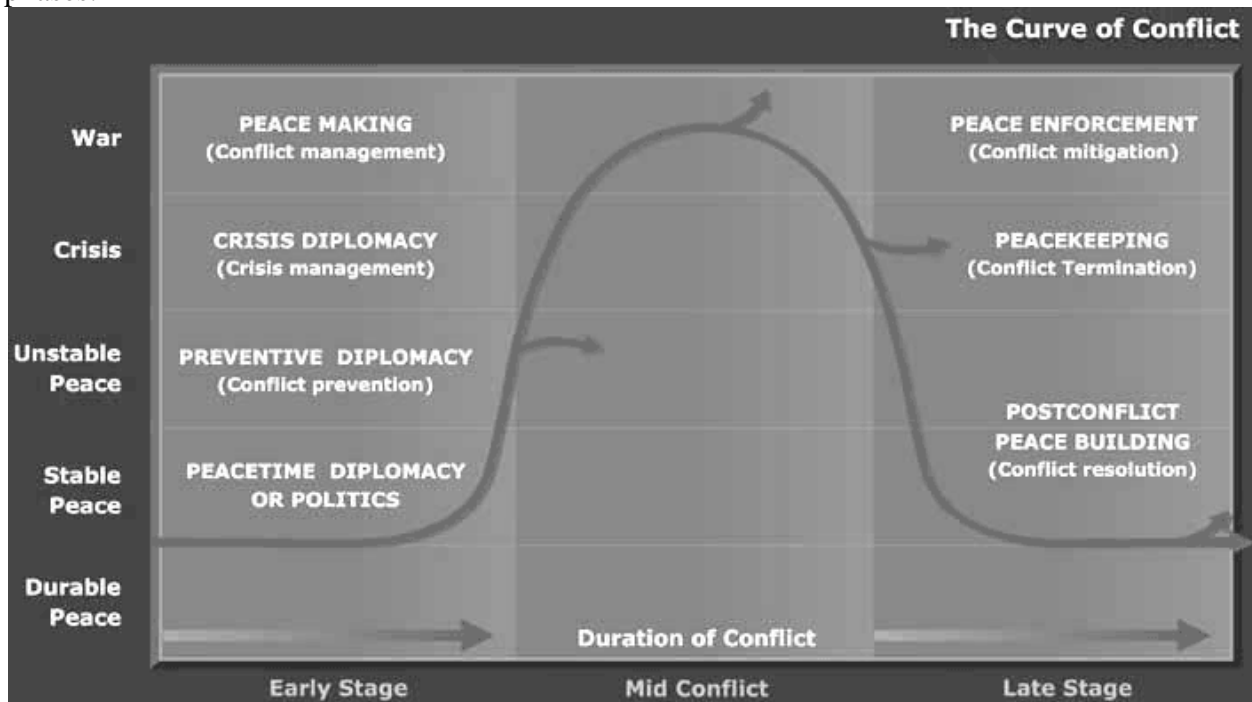 phases.
The Curve of Conflict
War
PEACE MAKING
(Conflict management)
PEACE ENFORCEMENT
(Conflict mitigation)
Crisis
CRISIS DIPLOMACY
(Crisis management)
PEACEKEEPING
(Conflict Termination)
Unstable
Peace
PREVENTIVE DIPLOMACY
(Conflict prevention)
POSTCONFLICT
PEACE BUILDING
(Conflict resolution)
Stable
Peace
PEACETIME DIPLOMACY
OR POLITICS
Durable
Peace
Duration of Conflict
Early Stage
Mid Conflict
Late Stage